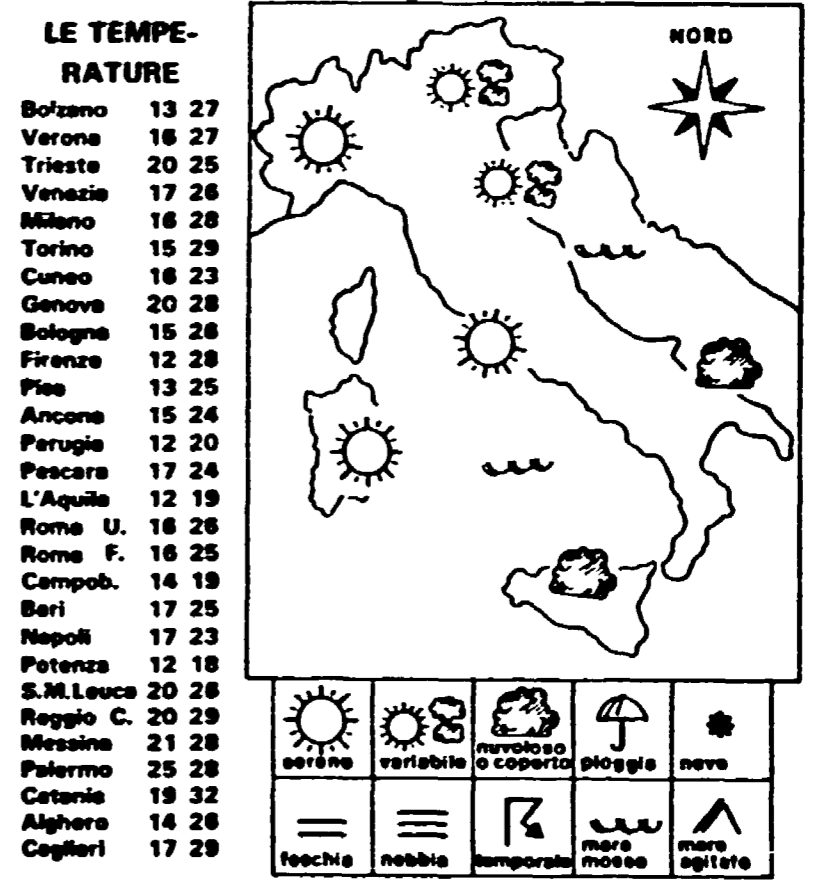 LE TEMPE-
RATURE
Bolzano 13 27
Verona 16 27
Trieste 20 25
Venezia 17 26
Milano 16 28
Torino 15 29
Cuneo 16 23
Genova 20 28
Bologna 15 26
Firenze 12 28
Pisa 13 25
Ancona 15 24
Perugia 12 20
Pescara 17 24
L'Aquila 12 19
Roma U. 16 26
Roma F. 16 25
Campob. 14 19
Bari 17 25
Napoli 17 23
Potenza 12 18
S.M.Leuca 20 26
Reggio C. 20 29
Messina 21 28
Palermo 25 28
Catania 19 32
Alghero 14 26
Cagliari 17 29
NORD
sereno
variabile
nuvoloso
o coperto
pioggia
neve
foschia
nebbia
temporale
mare
mosso
mare
agitato